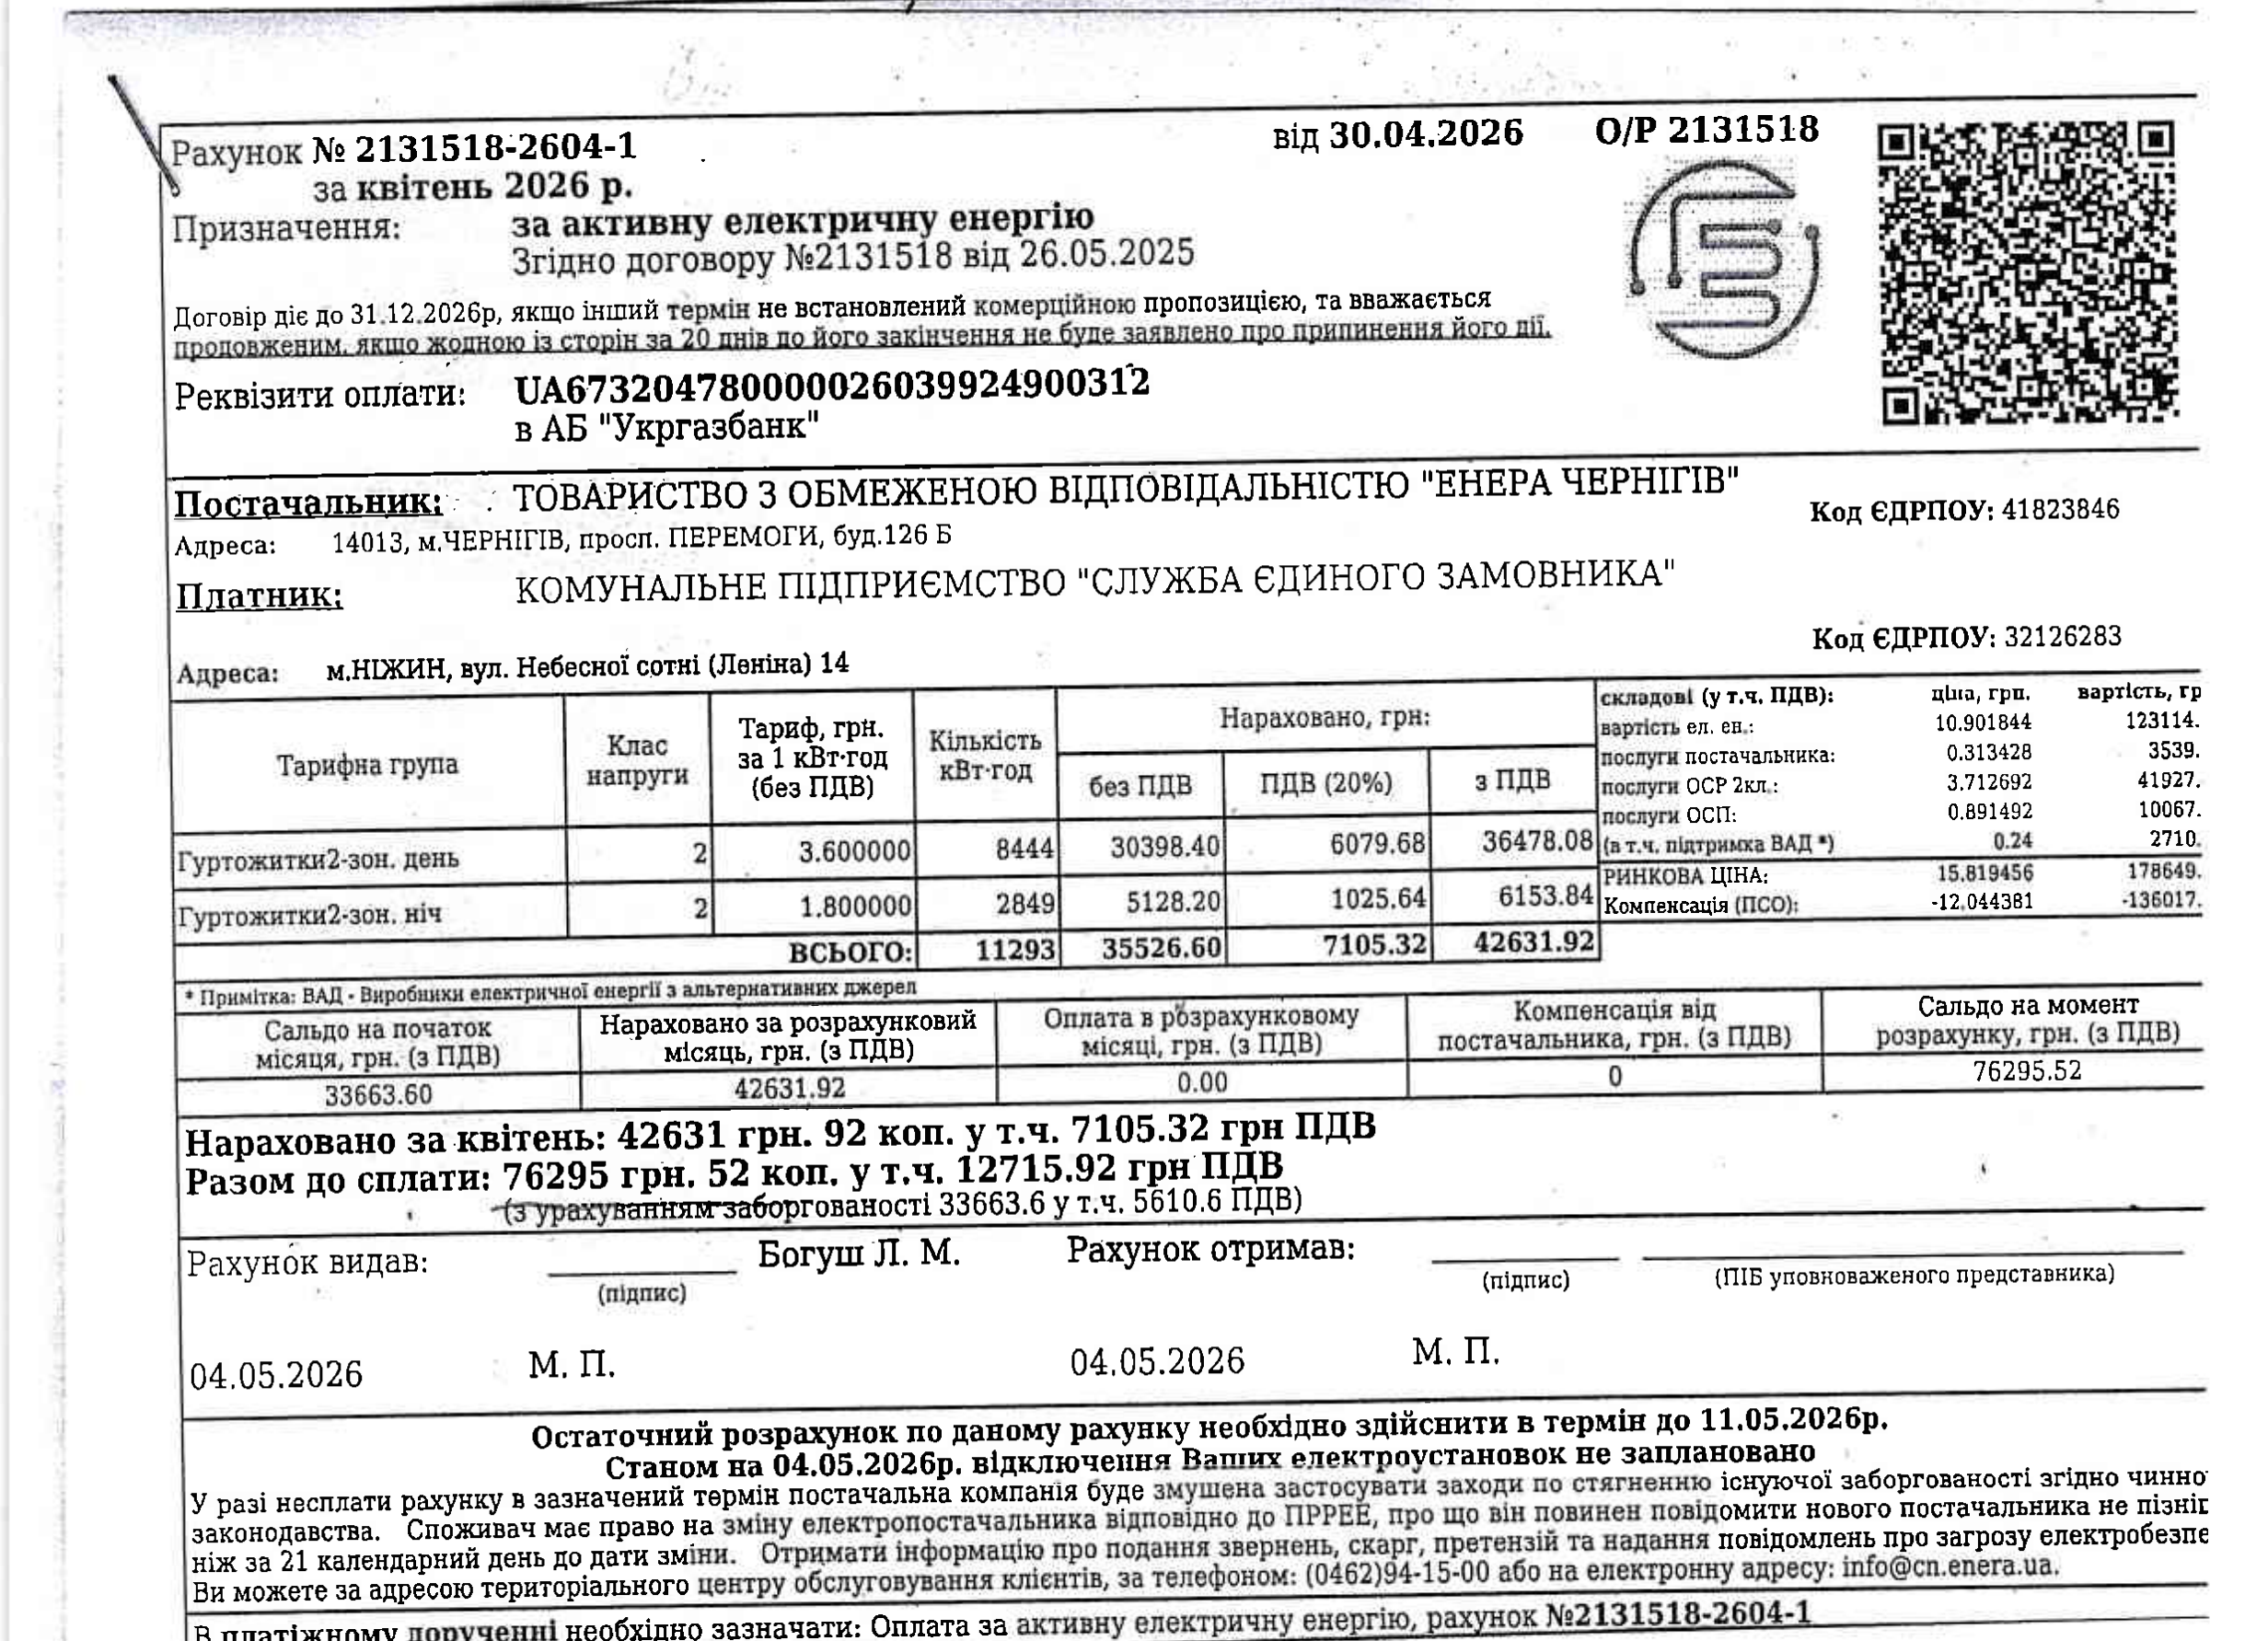 Рахунок № 2131518-2604-1 від 30.04.2026 О/Р 2131518
за квітень 2026 р.
Призначення: за активну електричну енергію
Згідно договору №2131518 від 26.05.2025
Договір діє до 31.12.2026р, якщо інший термін не встановлений комерційною пропозицією, та вважається
продовженим, якщо жодною із сторін за 20 днів до його закінчення не буде заявлено про припинення його дії.
Реквізити оплати: UA673204780000026039924900312
в АБ "Укргазбанк"
Постачальник: ТОВАРИСТВО З ОБМЕЖЕНОЮ ВІДПОВІДАЛЬНІСТЮ "ЕНЕРА ЧЕРНІГІВ"
Код ЄДРПОУ: 41823846
Адреса: 14013, м.ЧЕРНІГІВ, просп. ПЕРЕМОГИ, буд.126 Б
Платник: КОМУНАЛЬНЕ ПІДПРИЄМСТВО "СЛУЖБА ЄДИНОГО ЗАМОВНИКА"
Код ЄДРПОУ: 32126283
Адреса: м.НІЖИН, вул. Небесної сотні (Леніна) 14
Тарифна група Клас напруги Тариф, грн. за 1 кВт·год (без ПДВ) Кількість кВт·год Нараховано, грн:
без ПДВ ПДВ (20%) з ПДВ
Гуртожитки2-зон. день 2 3.600000 8444 30398.40 6079.68 36478.08
Гуртожитки2-зон. ніч 2 1.800000 2849 5128.20 1025.64 6153.84
ВСЬОГО: 11293 35526.60 7105.32 42631.92
складові (у т.ч. ПДВ): ціна, грн. вартість, гр
вартість ел. ен.: 10.901844 123114.
послуги постачальника: 0.313428 3539.
послуги ОСР 2кл.: 3.712692 41927.
послуги ОСП: 0.891492 10067.
(в т.ч. підтримка ВАД *) 0.24 2710.
РИНКОВА ЦІНА: 15.819456 178649.
Компенсація (ПСО): -12.044381 -136017.
* Примітка: ВАД - Виробники електричної енергії з альтернативних джерел
Сальдо на початок місяця, грн. (з ПДВ) Нараховано за розрахунковий місяць, грн. (з ПДВ) Оплата в розрахунковому місяці, грн. (з ПДВ) Компенсація від постачальника, грн. (з ПДВ) Сальдо на момент розрахунку, грн. (з ПДВ)
33663.60 42631.92 0.00 0 76295.52
Нараховано за квітень: 42631 грн. 92 коп. у т.ч. 7105.32 грн ПДВ
Разом до сплати: 76295 грн. 52 коп. у т.ч. 12715.92 грн ПДВ
(з урахуванням заборгованості 33663.6 у т.ч. 5610.6 ПДВ)
Рахунок видав: Богуш Л. М. Рахунок отримав:
(підпис) (підпис) (ПІБ уповноваженого представника)
04.05.2026 М. П. 04.05.2026 М. П.
Остаточний розрахунок по даному рахунку необхідно здійснити в термін до 11.05.2026р.
Станом на 04.05.2026р. відключення Ваших електроустановок не заплановано
У разі несплати рахунку в зазначений термін постачальна компанія буде змушена застосувати заходи по стягненню існуючої заборгованості згідно чинно
законодавства. Споживач має право на зміну електропостачальника відповідно до ПРРЕЕ, про що він повинен повідомити нового постачальника не пізні
ніж за 21 календарний день до дати зміни. Отримати інформацію про подання звернень, скарг, претензій та надання повідомлень про загрозу електробезпе
Ви можете за адресою територіального центру обслуговування клієнтів, за телефоном: (0462)94-15-00 або на електронну адресу: info@cn.enera.ua.
В платіжному дорученні необхідно зазначати: Оплата за активну електричну енергію, рахунок №2131518-2604-1